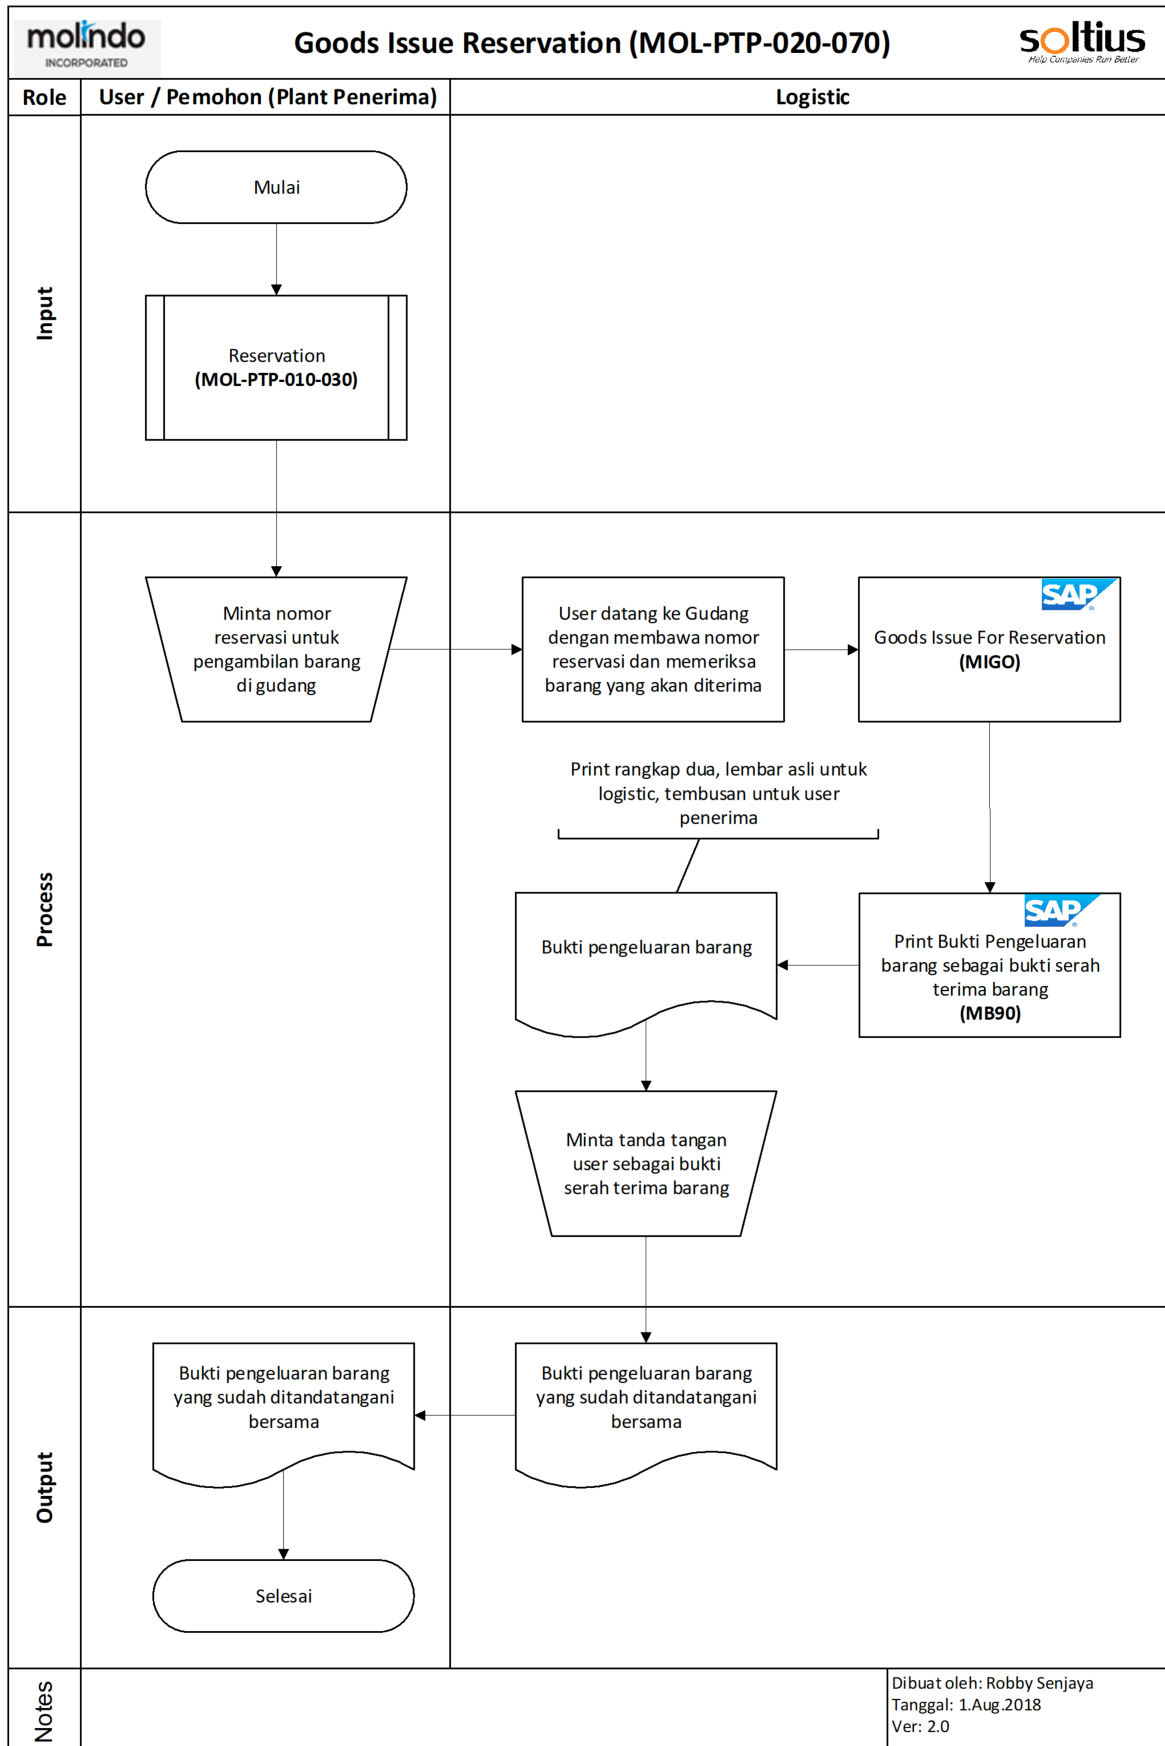 molindo
INCORPORATED
Goods Issue Reservation (MOL-PTP-020-070)
soltius
Help Companies Run Better
Role
User / Pemohon (Plant Penerima)
Logistic
Input
Mulai
Reservation
(MOL-PTP-010-030)
Process
Minta nomor
reservasi untuk
pengambilan barang
di gudang
User datang ke Gudang
dengan membawa nomor
reservasi dan memeriksa
barang yang akan diterima
SAP
Goods Issue For Reservation
(MIGO)
Print rangkap dua, lembar asli untuk
logistic, tembusan untuk user
penerima
Bukti pengeluaran barang
SAP
Print Bukti Pengeluaran
barang sebagai bukti serah
terima barang
(MB90)
Minta tanda tangan
user sebagai bukti
serah terima barang
Output
Bukti pengeluaran barang
yang sudah ditandatangani
bersama
Bukti pengeluaran barang
yang sudah ditandatangani
bersama
Selesai
Notes
Dibuat oleh: Robby Senjaya
Tanggal: 1.Aug.2018
Ver: 2.0